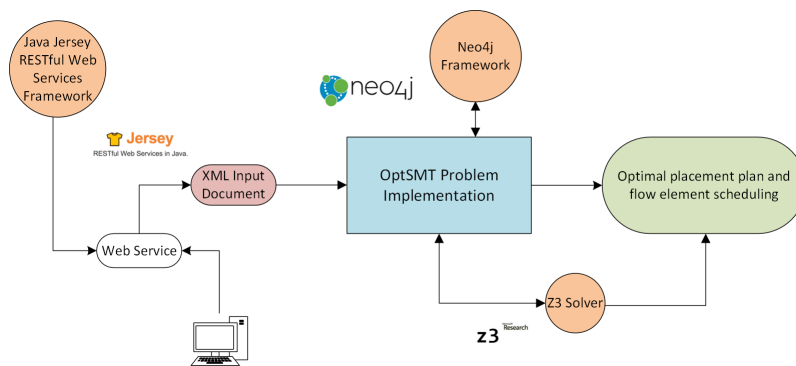 Java Jersey
RESTful Web
Services
Framework
Neo4j
Framework
neo4j
Jersey
RESTful Web Services in Java.
XML Input
Document
OptSMT Problem
Implementation
Optimal placement plan and
flow element scheduling
Web Service
Z3 Solver
Research
z3